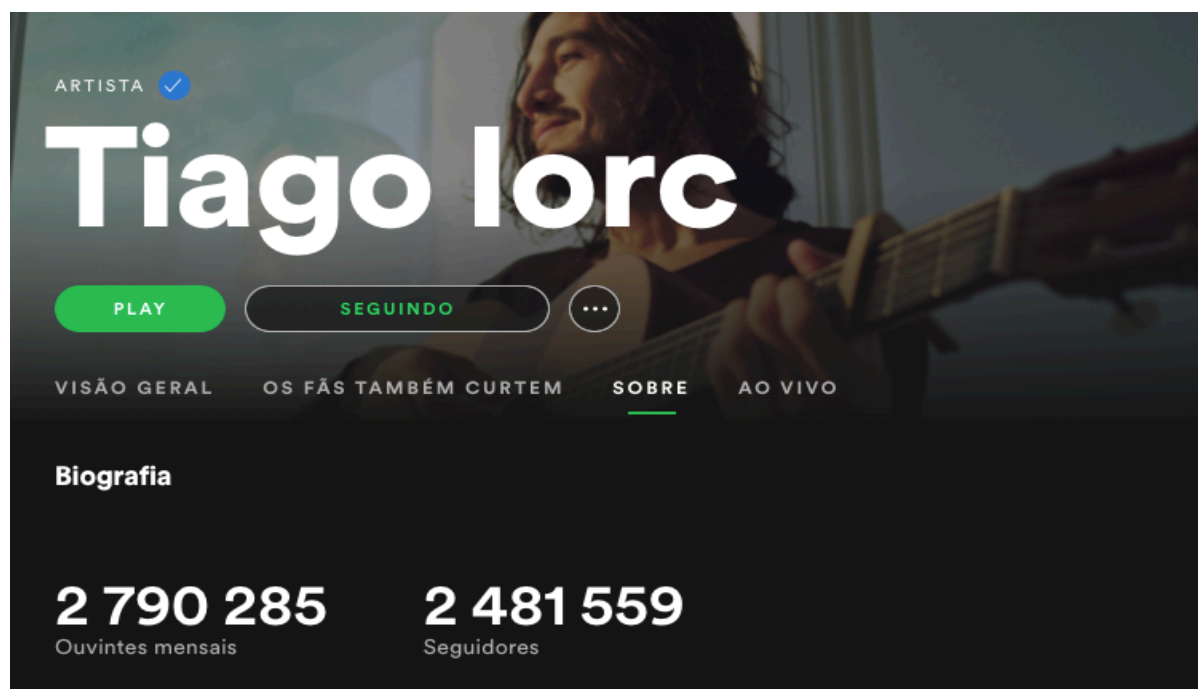 ARTISTA
Tiago Iorc
PLAY SEGUINDO
VISÃO GERAL OS FÃS TAMBÉM CURTEM SOBRE AO VIVO
Biografia
2 790 285 2 481 559
Ouvintes mensais Seguidores